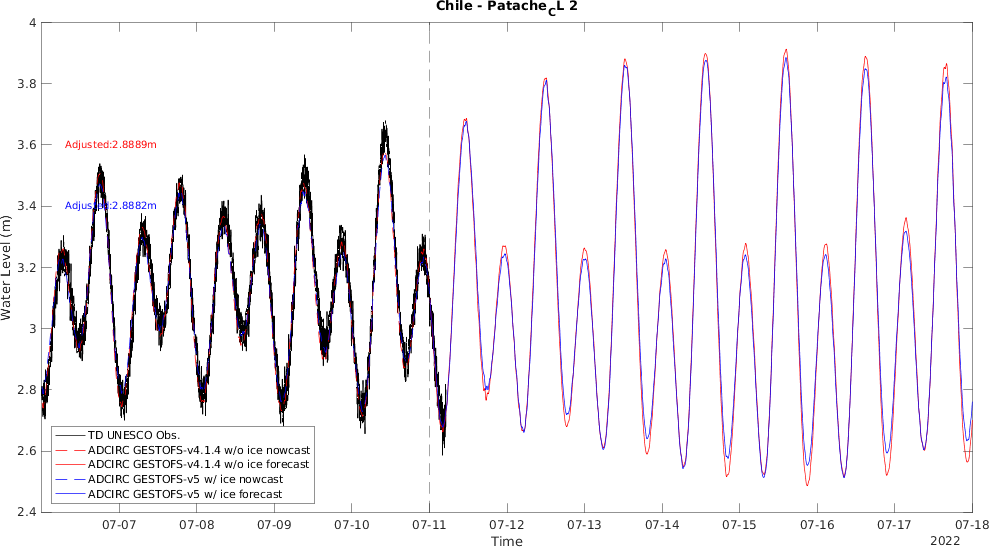 Chile - Patache_CL 2
Water Level (m)
4
3.8
3.6
3.4
3.2
3
2.8
2.6
2.4
Adjusted:2.8889m
Adjusted:2.8882m
TD UNESCO Obs.
ADCIRC GESTOFS-v4.1.4 w/o ice nowcast
ADCIRC GESTOFS-v4.1.4 w/o ice forecast
ADCIRC GESTOFS-v5 w/ ice nowcast
ADCIRC GESTOFS-v5 w/ ice forecast
07-07 07-08 07-09 07-10 07-11 07-12 07-13 07-14 07-15 07-16 07-17 07-18
Time
2022